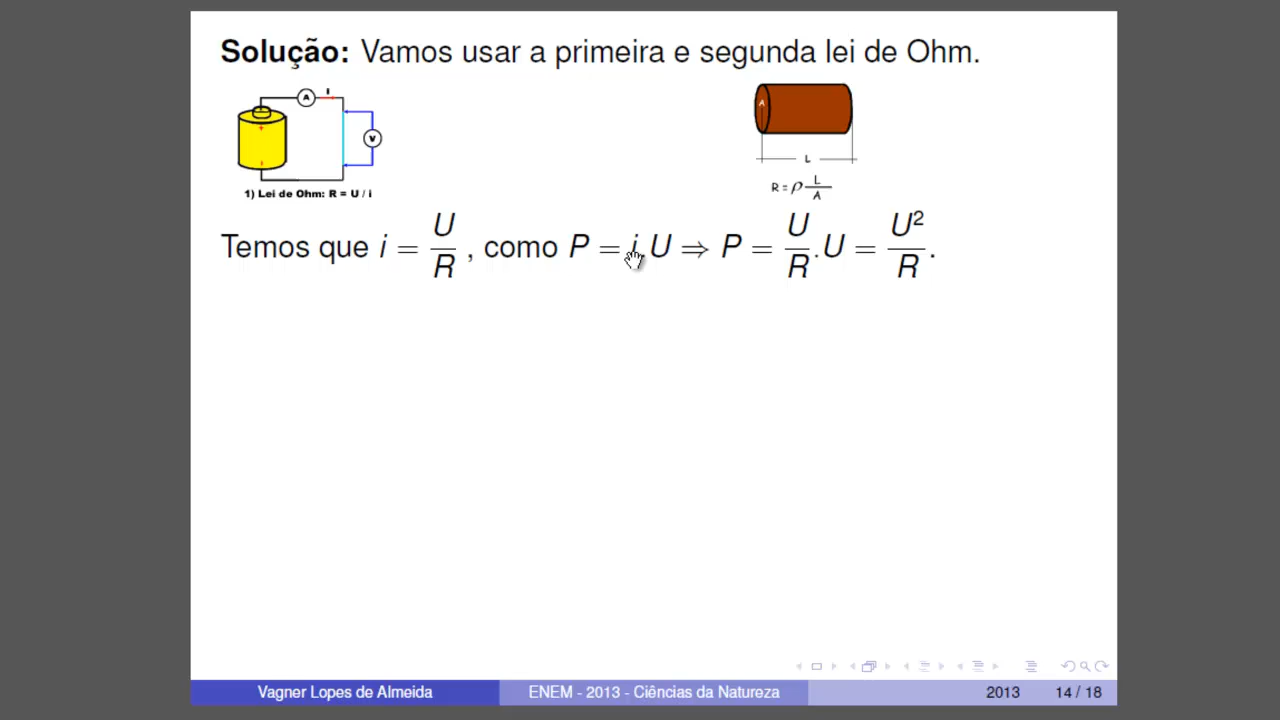 Solução: Vamos usar a primeira e segunda lei de Ohm.
A i
V
+
1) Lei de Ohm: R = U / i
A
L
R = ρ L/A
Temos que i = U/R , como P = i.U ⇒ P = U/R.U = U²/R.
Vagner Lopes de Almeida ENEM - 2013 - Ciências da Natureza 2013 14 / 18